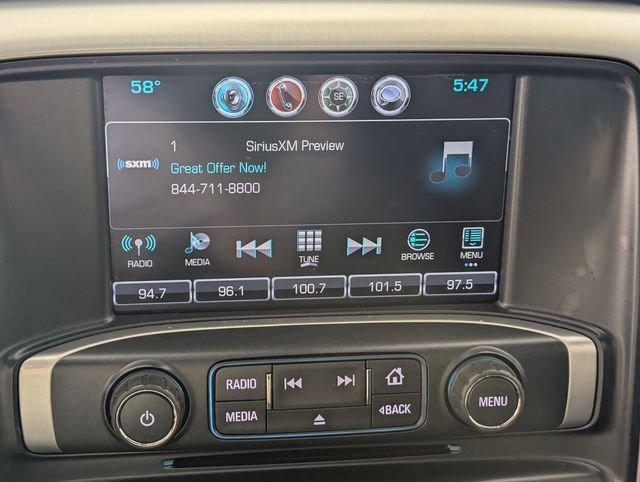 58° SE 5:47
1 SiriusXM Preview
((sxm))
Great Offer Now!
844-711-8800
RADIO MEDIA TUNE BROWSE MENU
94.7 96.1 100.7 101.5 97.5
RADIO
MEDIA BACK
MENU